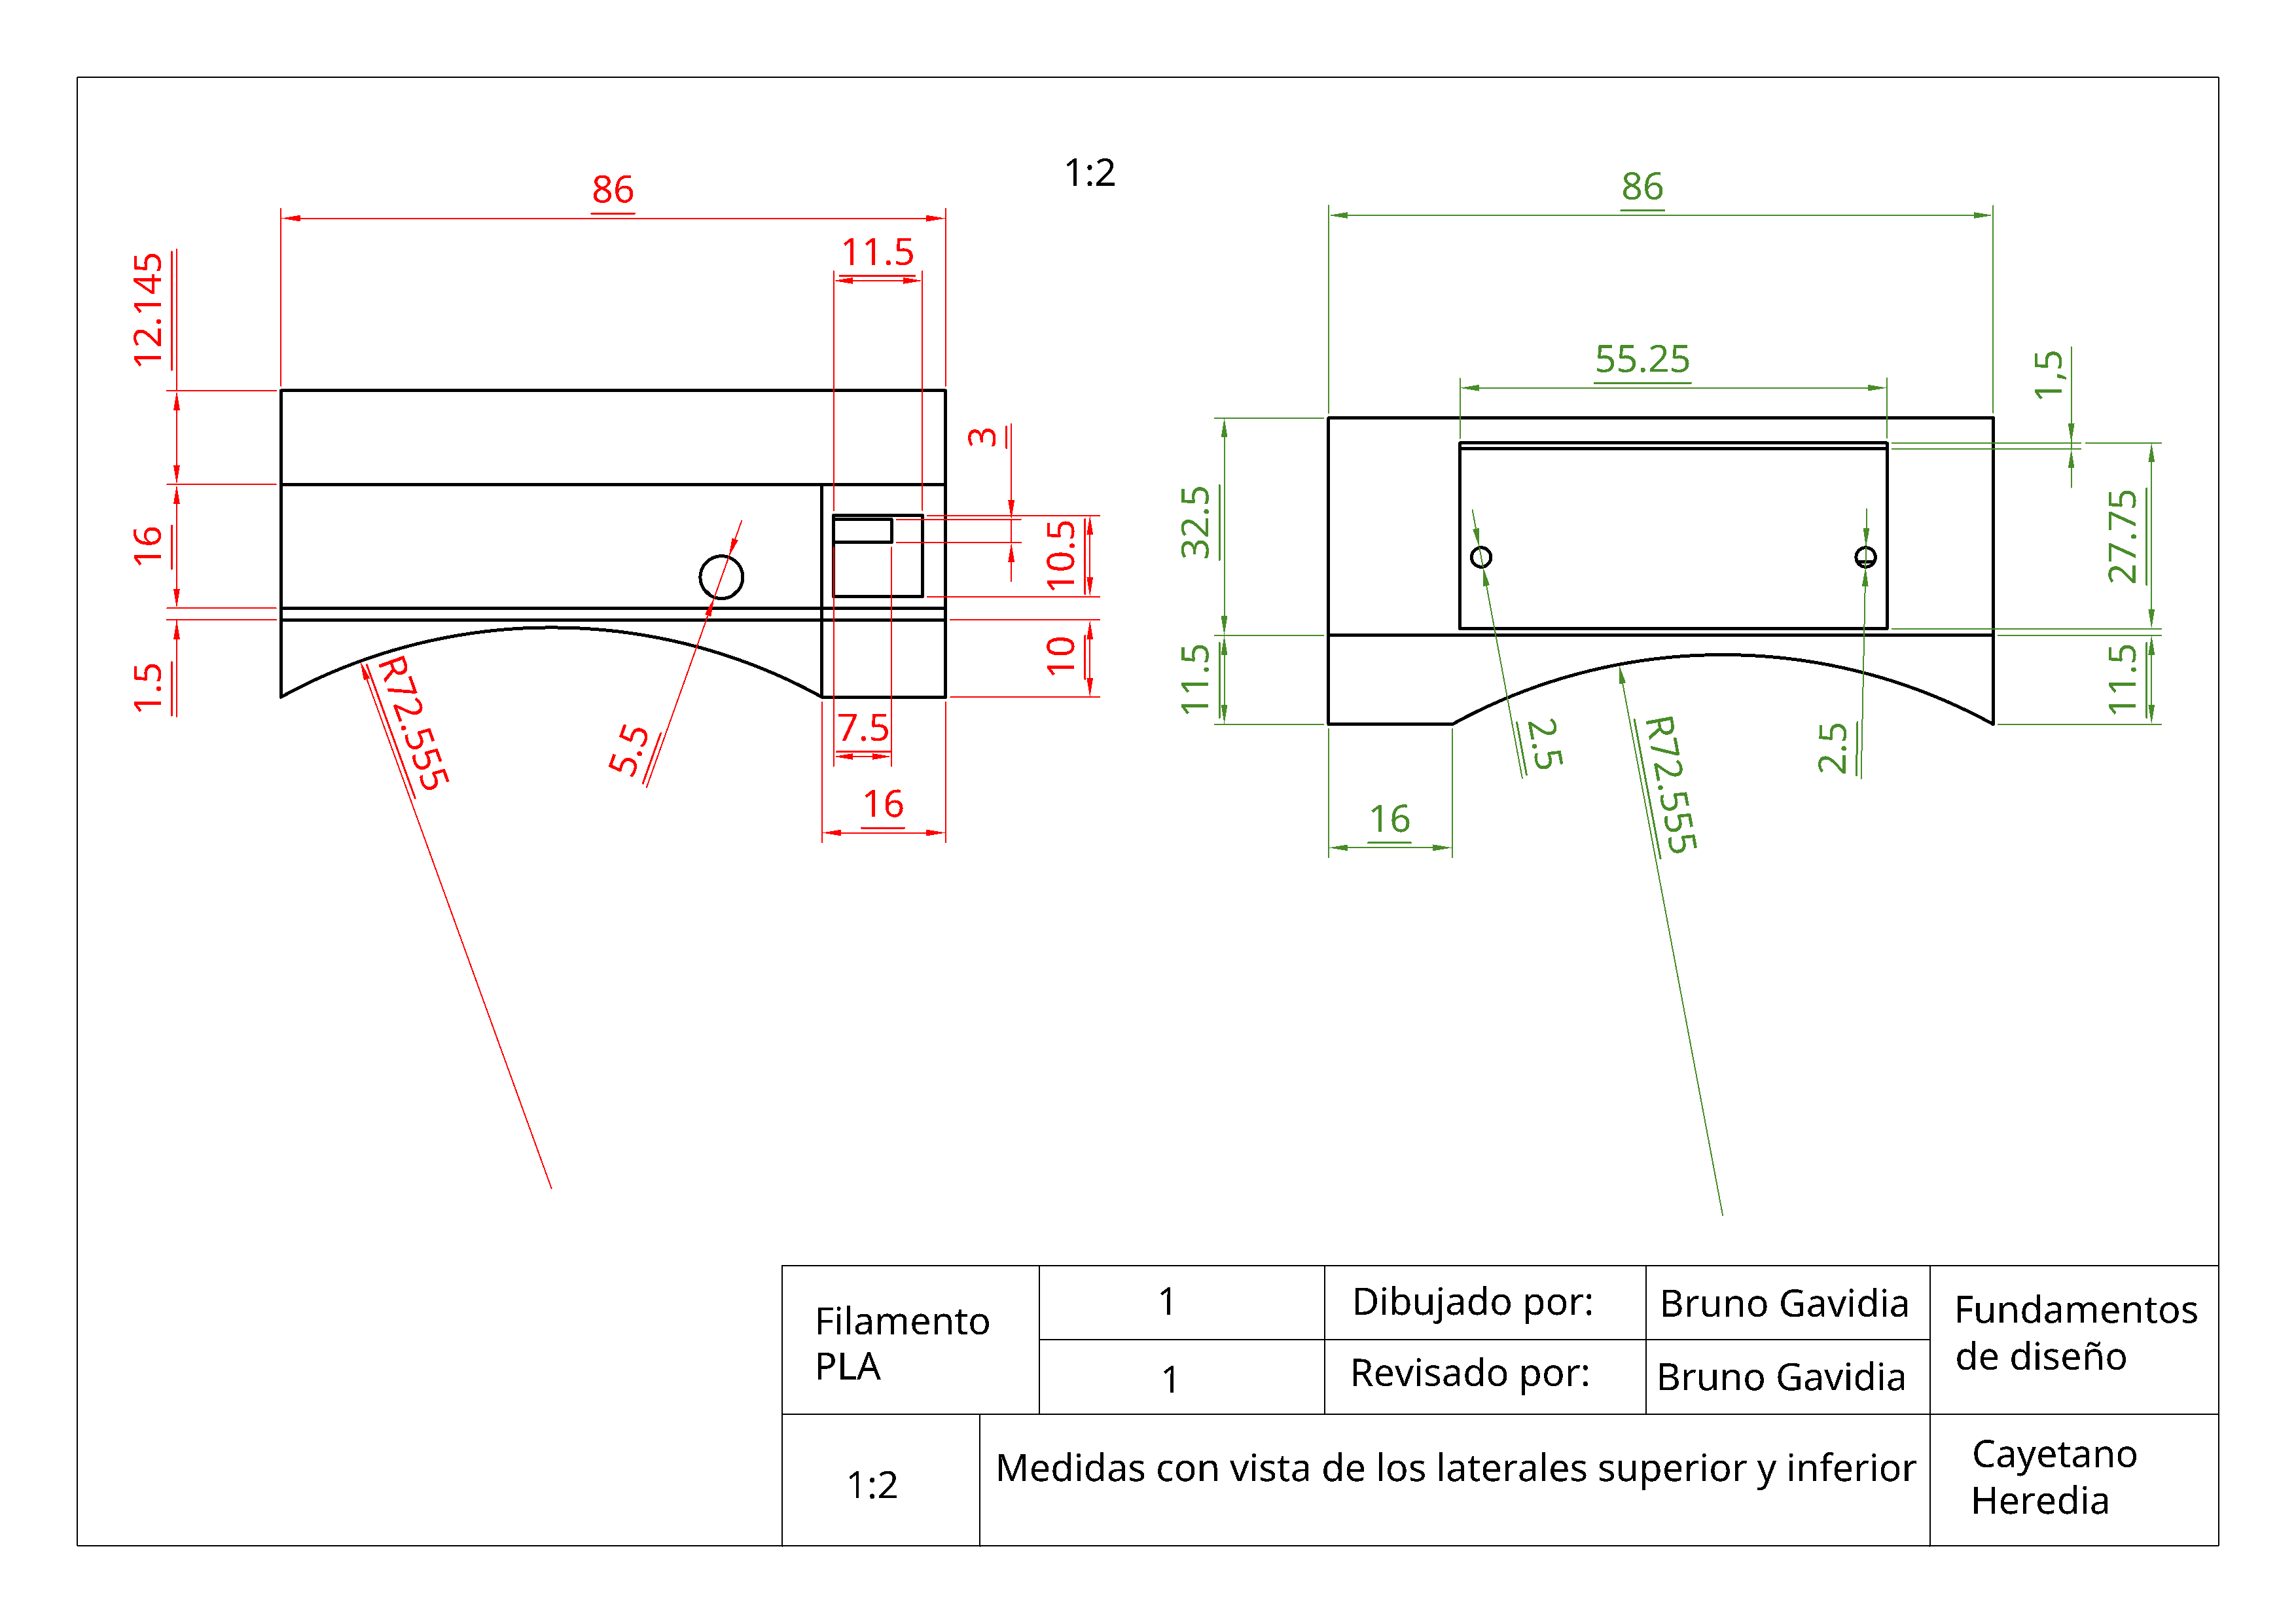 1:2
86
11.5
12.145
3
16
10.5
10
1.5
R72.555
5.5
7.5
16
86
55.25
1,5
32.5
27.75
11.5
11.5
2.5
R72.555
2.5
16
Filamento
PLA
1
1
Dibujado por:
Bruno Gavidia
Revisado por:
Bruno Gavidia
Fundamentos
de diseño
1:2
Medidas con vista de los laterales superior y inferior
Cayetano
Heredia